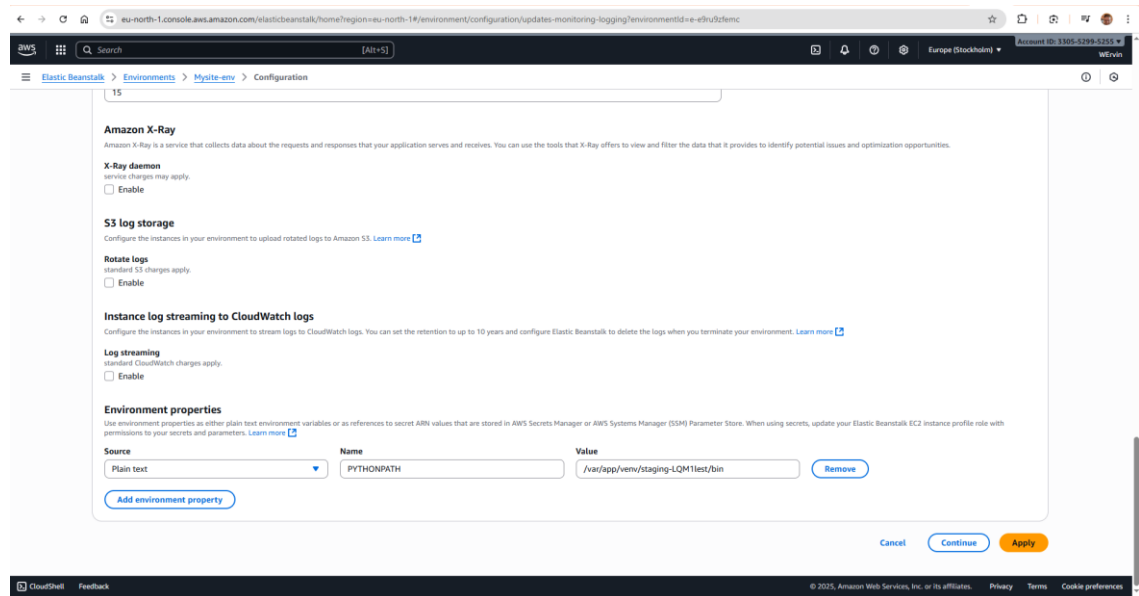 eu-north-1.console.aws.amazon.com/elasticbeanstalk/home?region=eu-north-1#/environment/configuration/updates-monitoring-logging?environmentId=e-e9ru9zfemc
aws
Search [Alt+S]
Europe (Stockholm)
Account ID: 3305-5299-5255
WErvin
Elastic Beanstalk > Environments > Mysite-env > Configuration
15
Amazon X-Ray
Amazon X-Ray is a service that collects data about the requests and responses that your application serves and receives. You can use the tools that X-Ray offers to view and filter the data that it provides to identify potential issues and optimization opportunities.
X-Ray daemon
service charges may apply.
Enable
S3 log storage
Configure the instances in your environment to upload rotated logs to Amazon S3. Learn more
Rotate logs
standard S3 charges apply.
Enable
Instance log streaming to CloudWatch logs
Configure the instances in your environment to stream logs to CloudWatch logs. You can set the retention to up to 10 years and configure Elastic Beanstalk to delete the logs when you terminate your environment. Learn more
Log streaming
standard CloudWatch charges apply.
Enable
Environment properties
Use environment properties as either plain text environment variables or as references to secret ARN values that are stored in AWS Secrets Manager or AWS Systems Manager (SSM) Parameter Store. When using secrets, update your Elastic Beanstalk EC2 instance profile role with
permissions to your secrets and parameters. Learn more
Source Name Value
Plain text PYTHONPATH /var/app/venv/staging-LQM1lest/bin Remove
Add environment property
Cancel Continue Apply
CloudShell Feedback © 2025, Amazon Web Services, Inc. or its affiliates. Privacy Terms Cookie preferences